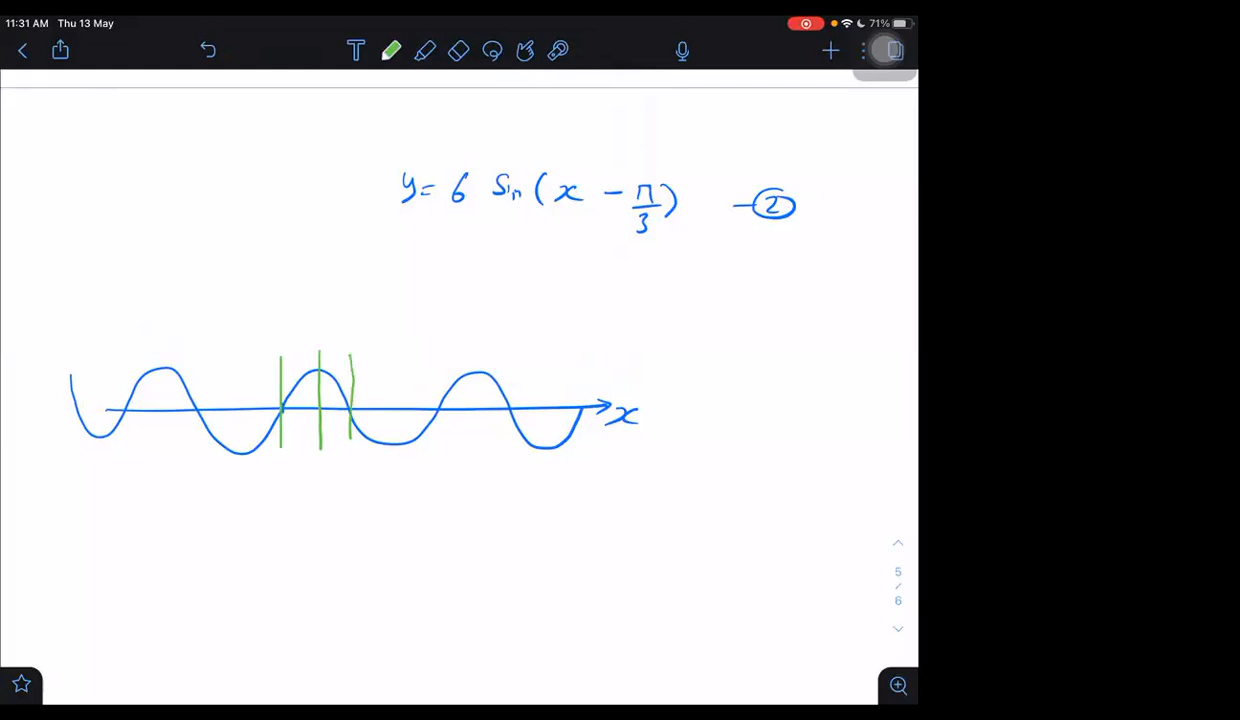 11:31 AM Thu 13 May
71%
T
y= 6 Sin(x - π/3) -②
x
5
/
6